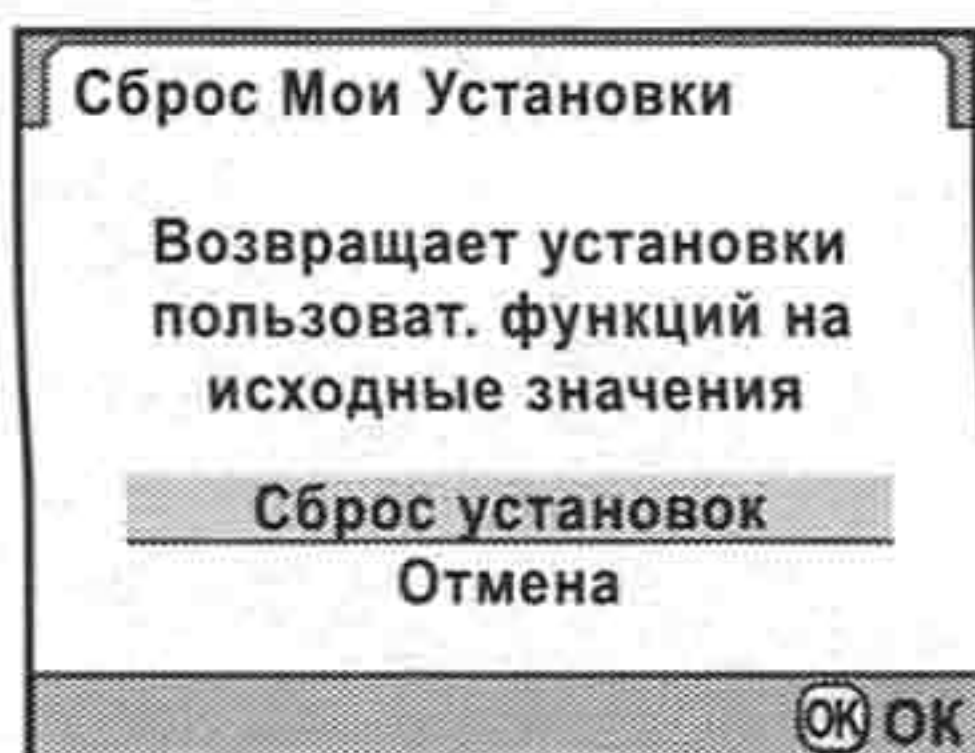 Сброс Мои Установки
Возвращает установки
пользоват. функций на
исходные значения
Сброс установок
Отмена
OK OK